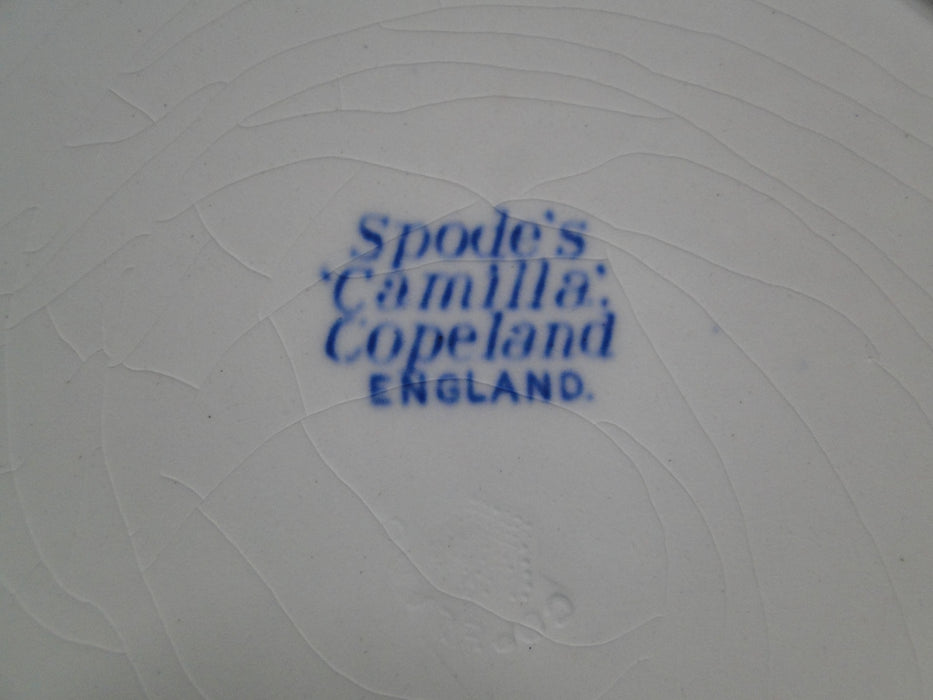 Spode's
'Camilla'.
Copeland
ENGLAND.